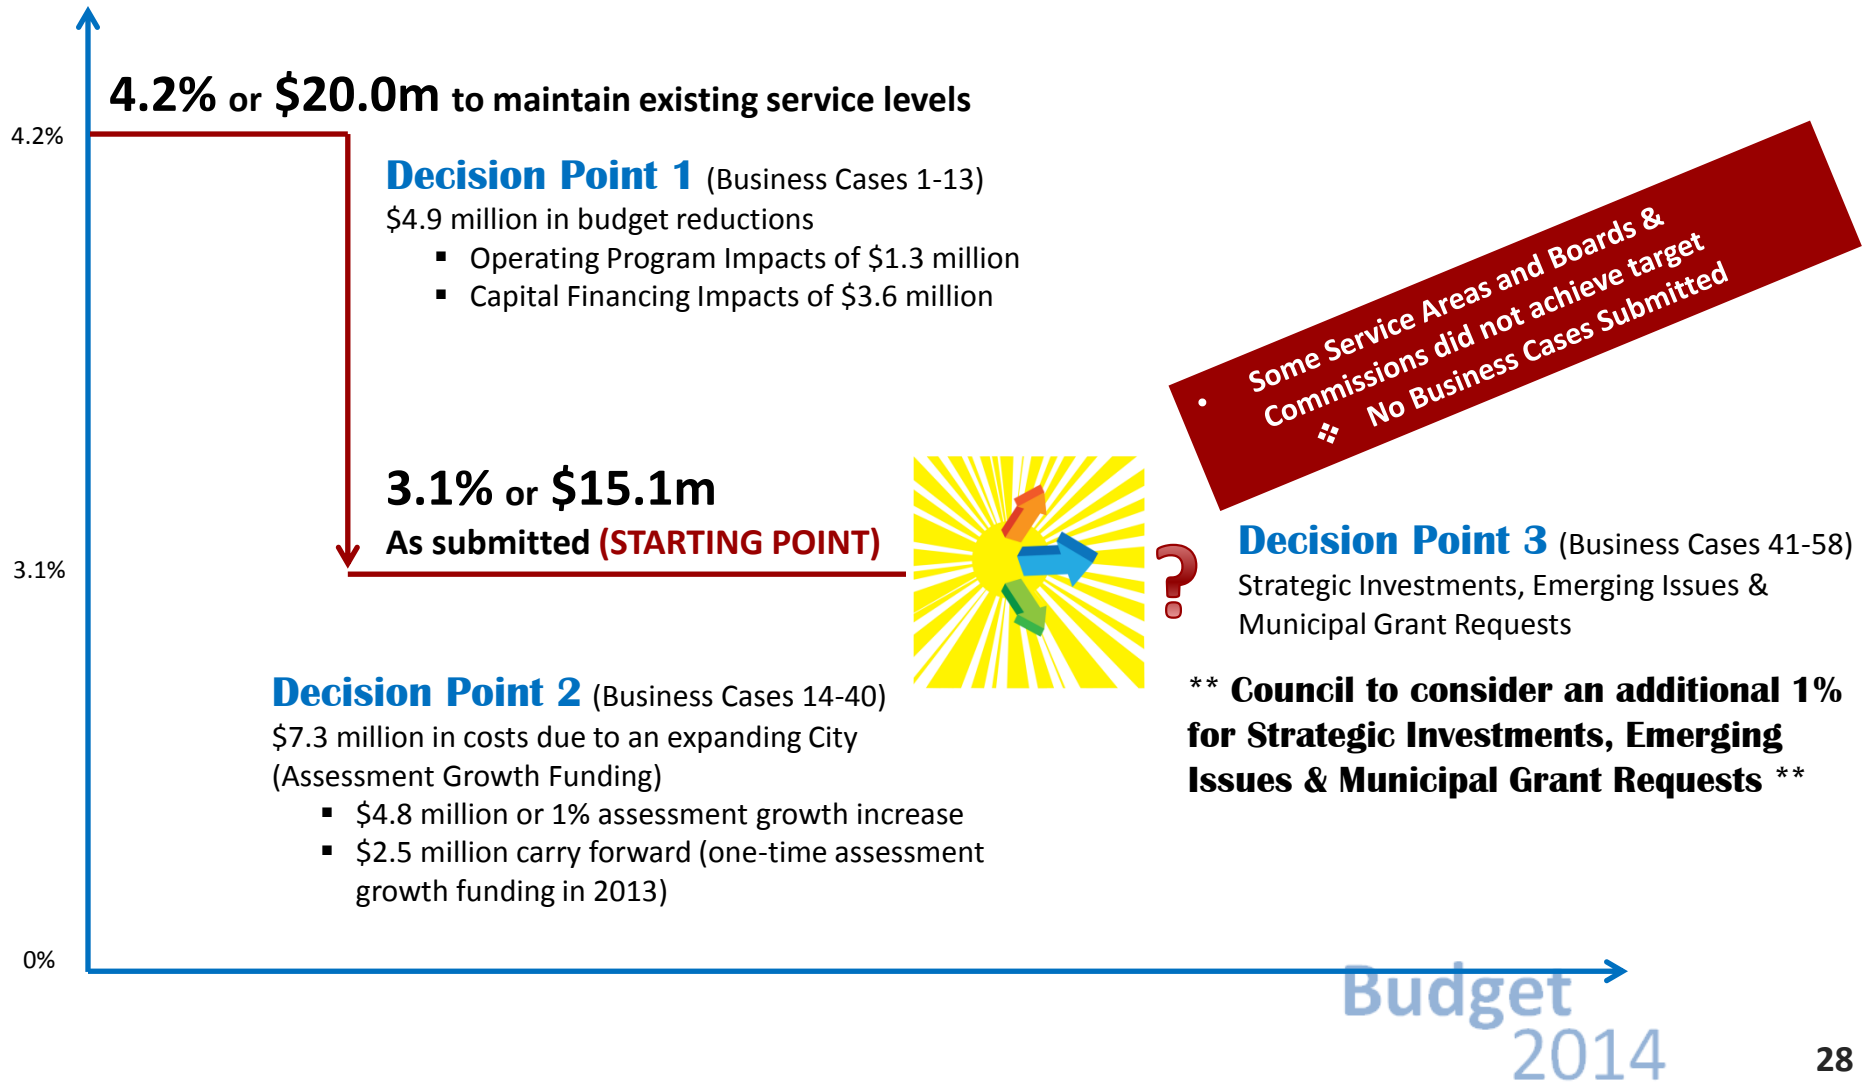 4.2% or $20.0m to maintain existing service levels
4.2%
Decision Point 1 (Business Cases 1-13)
$4.9 million in budget reductions
▪ Operating Program Impacts of $1.3 million
▪ Capital Financing Impacts of $3.6 million
• Some Service Areas and Boards &
Commissions did not achieve target
❖ No Business Cases Submitted
3.1% or $15.1m
As submitted (STARTING POINT)
3.1%
?
Decision Point 3 (Business Cases 41-58)
Strategic Investments, Emerging Issues &
Municipal Grant Requests
** Council to consider an additional 1%
for Strategic Investments, Emerging
Issues & Municipal Grant Requests **
Decision Point 2 (Business Cases 14-40)
$7.3 million in costs due to an expanding City
(Assessment Growth Funding)
▪ $4.8 million or 1% assessment growth increase
▪ $2.5 million carry forward (one-time assessment
growth funding in 2013)
0%
Budget
2014
28